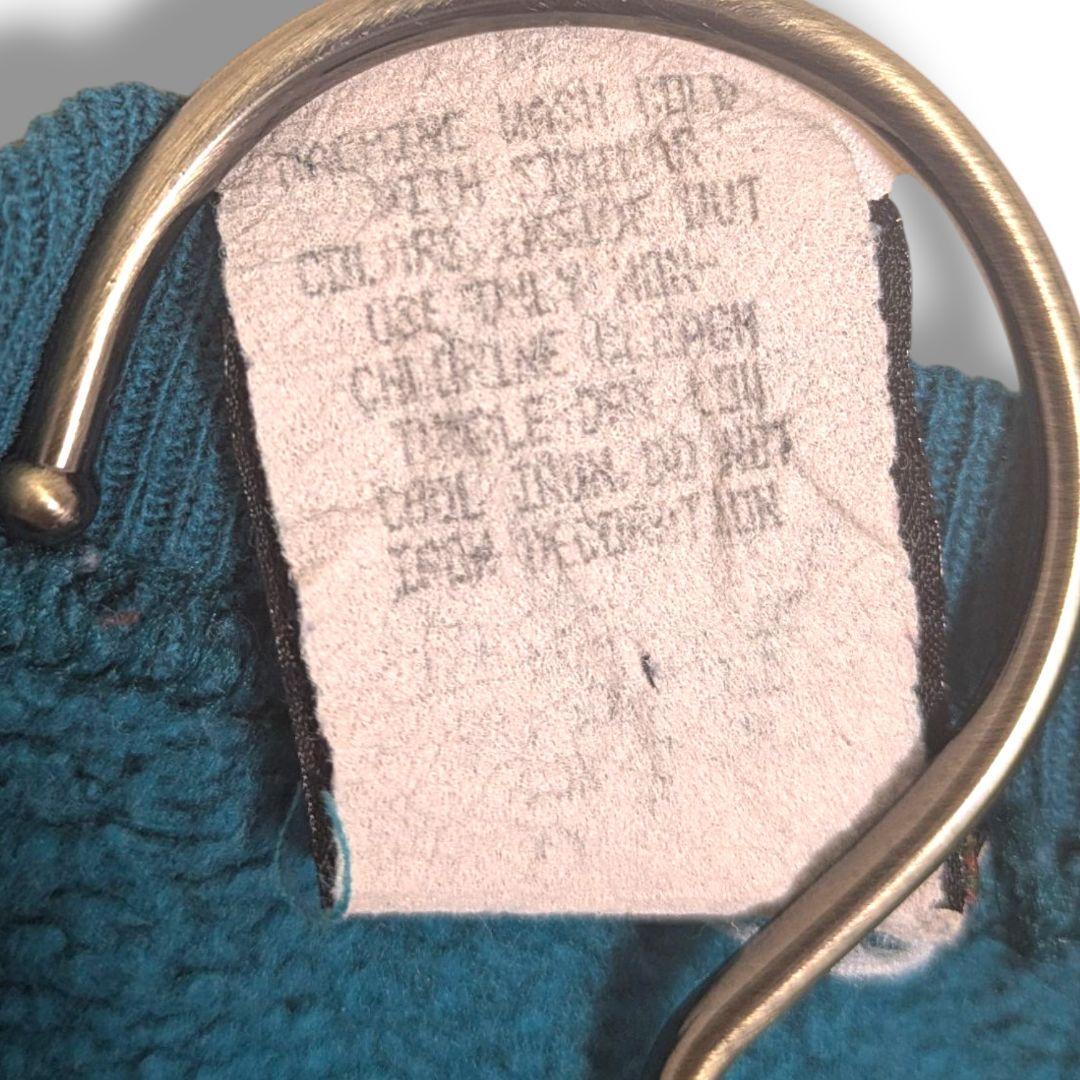 MACHINE WASH COLD
WITH SIMILAR
COLORS INSIDE OUT
USE ONLY NON-
CHLORINE BLEACH
TUMBLE DRY LOW
COOL IRON. DO NOT
IRON DECORATION